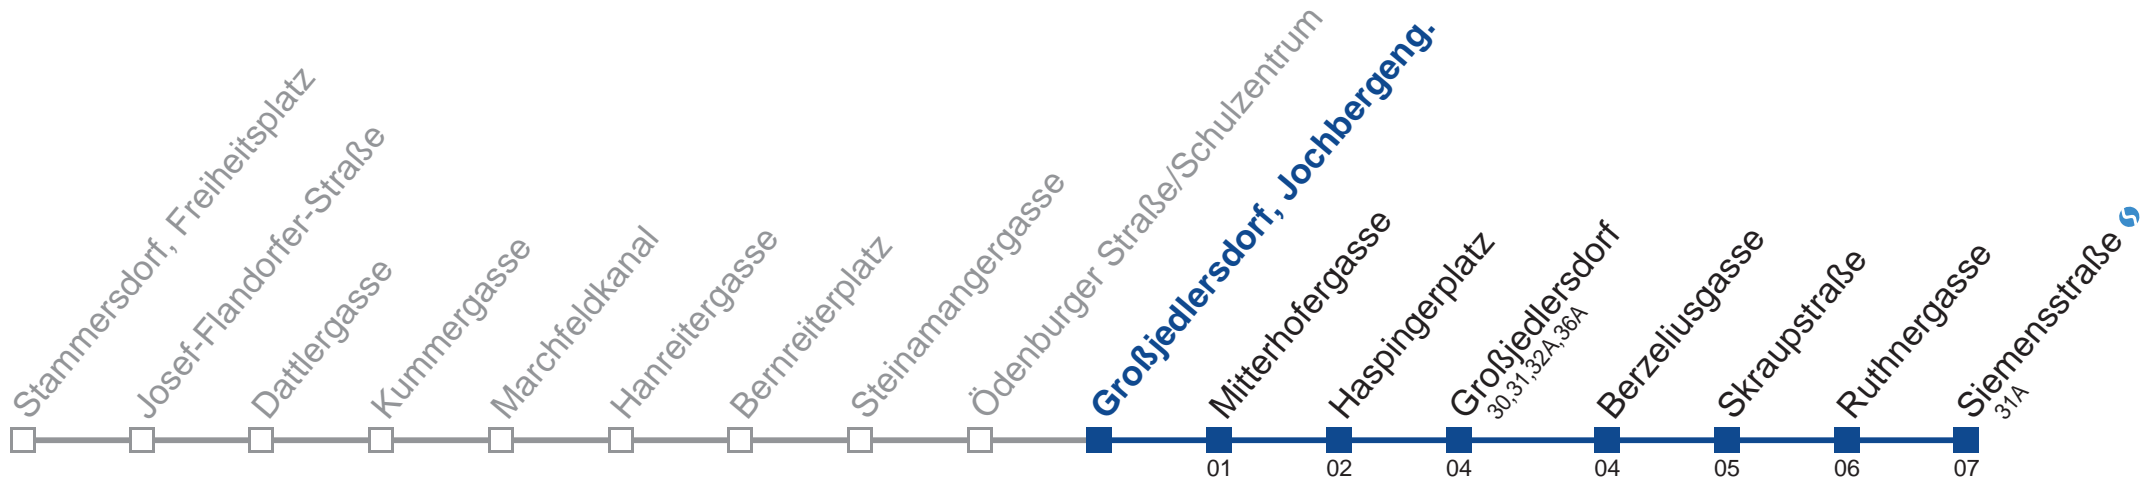 Stammersdorf, Freiheitsplatz
Josef-Flandorfer-Straße
Dattlergasse
Kummergasse
Marchfeldkanal
Hanreitergasse
Bernreiterplatz
Steinamangergasse
Ödenburger Straße/Schulzentrum
Großjedlersdorf, Jochbergeng.
Mitterhofergasse
Haspingerplatz
Großjedlersdorf
30,31,32A,36A
Berzeliusgasse
Skraupstraße
Ruthnergasse
Siemensstraße
31A
01
02
04
04
05
06
07